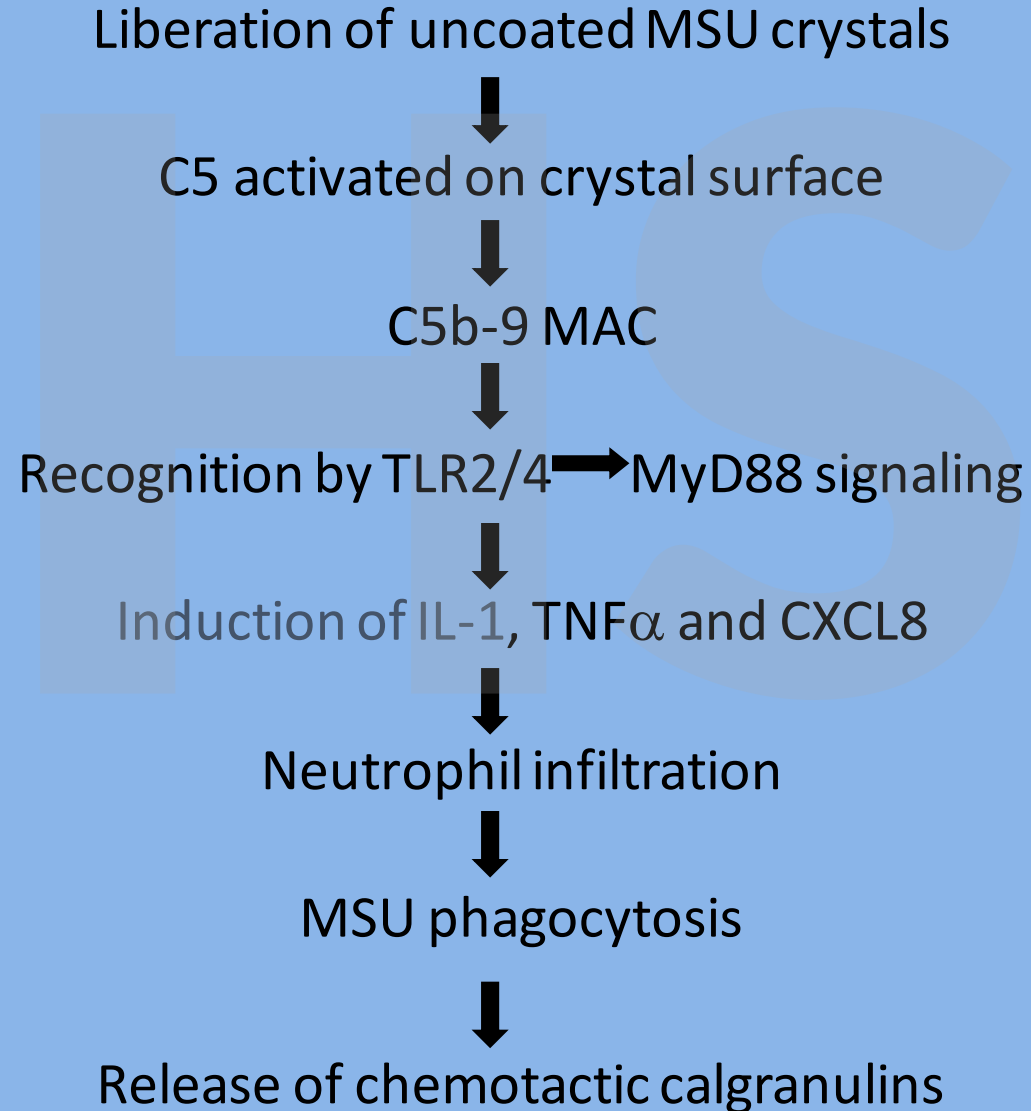 Liberation of uncoated MSU crystals
C5 activated on crystal surface
C5b-9 MAC
Recognition by TLR2/4 MyD88 signaling
Induction of IL-1, TNFα and CXCL8
Neutrophil infiltration
MSU phagocytosis
Release of chemotactic calgranulins
HS